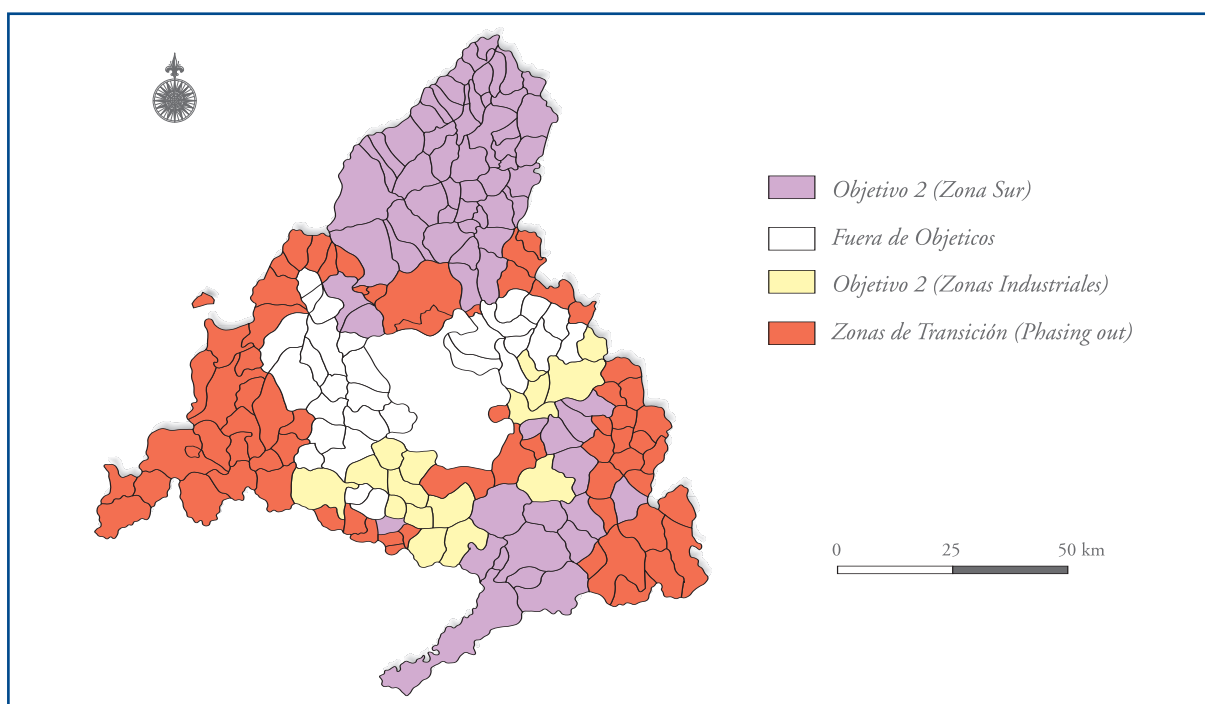 Objetivo 2 (Zona Sur)
Fuera de Objeticos
Objetivo 2 (Zonas Industriales)
Zonas de Transición (Phasing out)
0 25 50 km